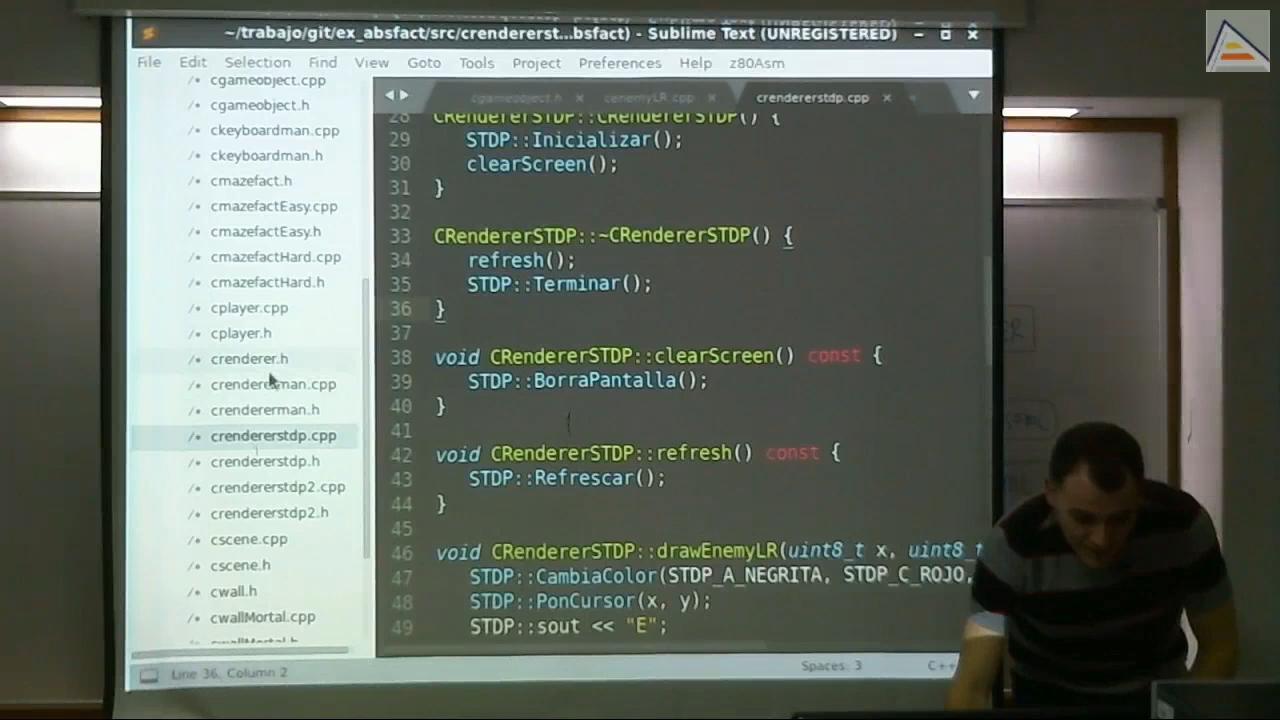 ~/trabajo/git/ex_absfact/src/crendererst...bsfact) - Sublime Text (UNREGISTERED)
File Edit Selection Find View Goto Tools Project Preferences Help z80Asm
cgameobject.cpp
cgameobject.h
ckeyboardman.cpp
ckeyboardman.h
cmazefact.h
cmazefactEasy.cpp
cmazefactEasy.h
cmazefactHard.cpp
cmazefactHard.h
cplayer.cpp
cplayer.h
crenderer.h
crendererman.cpp
crendererman.h
crendererstdp.cpp
crendererstdp.h
crendererstdp2.cpp
crendererstdp2.h
cscene.cpp
cscene.h
cwall.h
cwallMortal.cpp
cwallMortal.h
cgameobject.h cenemyLR.cpp crendererstdp.cpp
28 CRendererSTDP::CRendererSTDP() {
29 STDP::Inicializar();
30 clearScreen();
31 }
32
33 CRendererSTDP::~CRendererSTDP() {
34 refresh();
35 STDP::Terminar();
36 }
37
38 void CRendererSTDP::clearScreen() const {
39 STDP::BorraPantalla();
40 }
41
42 void CRendererSTDP::refresh() const {
43 STDP::Refrescar();
44 }
45
46 void CRendererSTDP::drawEnemyLR(uint8_t x, uint8_t
47 STDP::CambiaColor(STDP_A_NEGRITA, STDP_C_ROJO,
48 STDP::PonCursor(x, y);
49 STDP::sout << "E";
Line 36, Column 2
Spaces: 3
C++